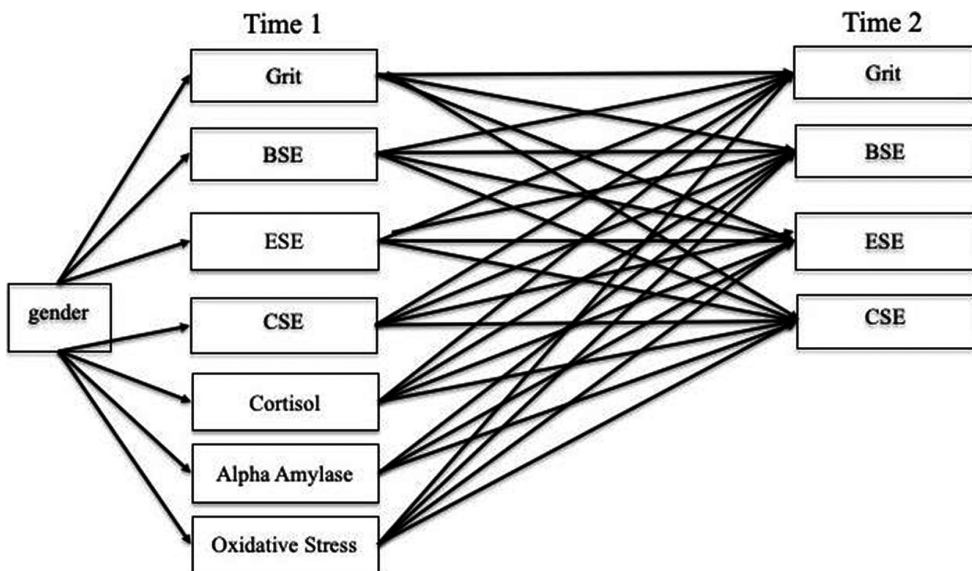 Time 1
Time 2
Grit
Grit
BSE
BSE
ESE
ESE
gender
CSE
CSE
Cortisol
Alpha Amylase
Oxidative Stress